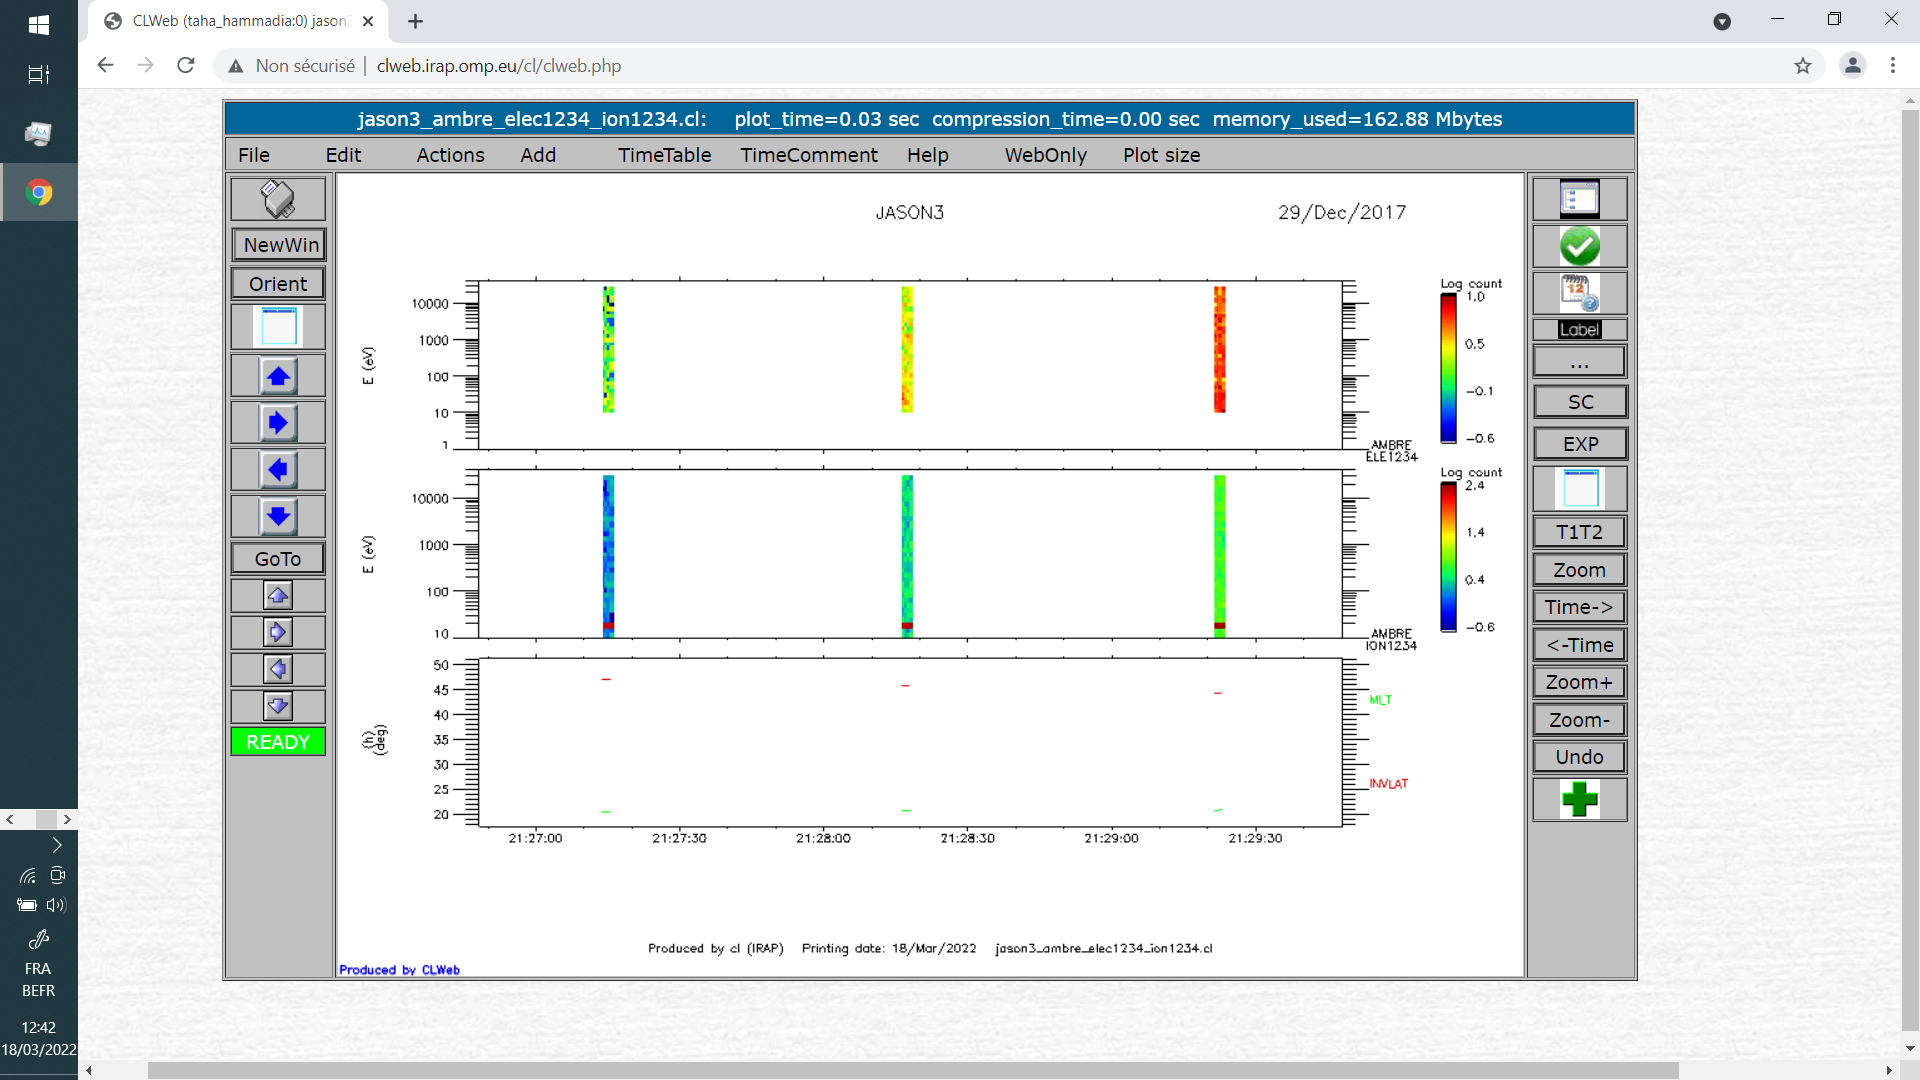 CLWeb (taha_hammadia:0) jason
Non sécurisé | clweb.irap.omp.eu/cl/clweb.php
jason3_ambre_elec1234_ion1234.cl: plot_time=0.03 sec compression_time=0.00 sec memory_used=162.88 Mbytes
File Edit Actions Add TimeTable TimeComment Help WebOnly Plot size
NewWin
Orient
GoTo
READY
JASON3
29/Dec/2017
10000
1000
100
10
1
E (eV)
Log count
1.0
0.5
-0.1
-0.6
AMBRE
ELE1234
10000
1000
100
10
E (eV)
Log count
2.4
1.4
0.4
-0.6
AMBRE
ION1234
50
45
40
35
30
25
20
(h)
(deg)
MLT
INVLAT
21:27:00 21:27:30 21:28:00 21:28:30 21:29:00 21:29:30
Produced by cl (IRAP) Printing date: 18/Mar/2022 jason3_ambre_elec1234_ion1234.cl
Produced by CLWeb
12
Label
...
SC
EXP
T1T2
Zoom
Time->
<-Time
Zoom+
Zoom-
Undo
FRA
BEFR
12:42
18/03/2022